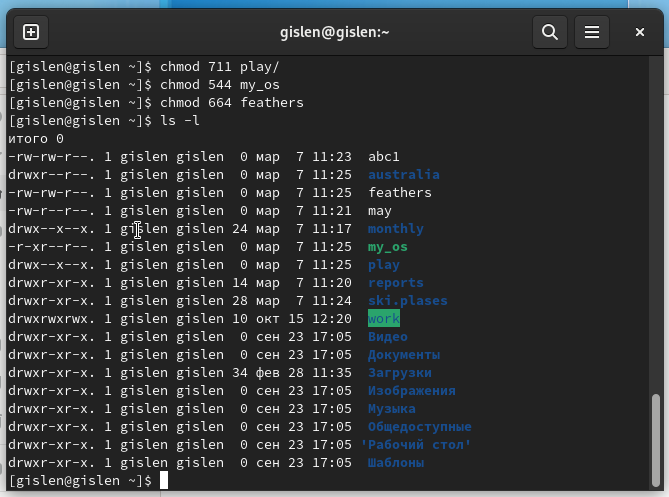 gislen@gislen:~
[gislen@gislen ~]$ chmod 711 play/
[gislen@gislen ~]$ chmod 544 my_os
[gislen@gislen ~]$ chmod 664 feathers
[gislen@gislen ~]$ ls -l
итого 0
-rw-rw-r--. 1 gislen gislen  0 мар  7 11:23  abc1
drwxr--r--. 1 gislen gislen  0 мар  7 11:25  australia
-rw-rw-r--. 1 gislen gislen  0 мар  7 11:25  feathers
-rw-r--r--. 1 gislen gislen  0 мар  7 11:21  may
drwx--x--x. 1 gislen gislen 24 мар  7 11:17  monthly
-r-xr--r--. 1 gislen gislen  0 мар  7 11:25  my_os
drwx--x--x. 1 gislen gislen  0 мар  7 11:25  play
drwxr-xr-x. 1 gislen gislen 14 мар  7 11:20  reports
drwxr-xr-x. 1 gislen gislen 28 мар  7 11:24  ski.plases
drwxrwxrwx. 1 gislen gislen 10 окт 15 12:20  work
drwxr-xr-x. 1 gislen gislen  0 сен 23 17:05  Видео
drwxr-xr-x. 1 gislen gislen  0 сен 23 17:05  Документы
drwxr-xr-x. 1 gislen gislen 34 фев 28 11:35  Загрузки
drwxr-xr-x. 1 gislen gislen  0 сен 23 17:05  Изображения
drwxr-xr-x. 1 gislen gislen  0 сен 23 17:05  Музыка
drwxr-xr-x. 1 gislen gislen  0 сен 23 17:05  Общедоступные
drwxr-xr-x. 1 gislen gislen  0 сен 23 17:05 'Рабочий стол'
drwxr-xr-x. 1 gislen gislen  0 сен 23 17:05  Шаблоны
[gislen@gislen ~]$